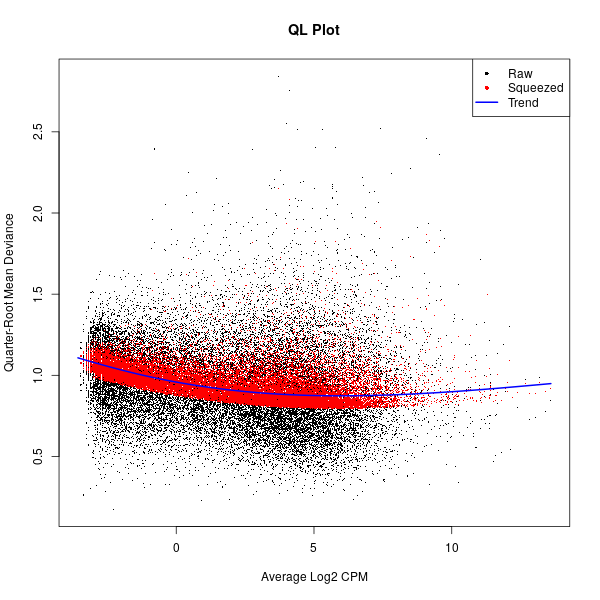 QL Plot
Raw
Squeezed
Trend
2.5
2.0
1.5
1.0
0.5
Quarter-Root Mean Deviance
0
5
10
Average Log2 CPM